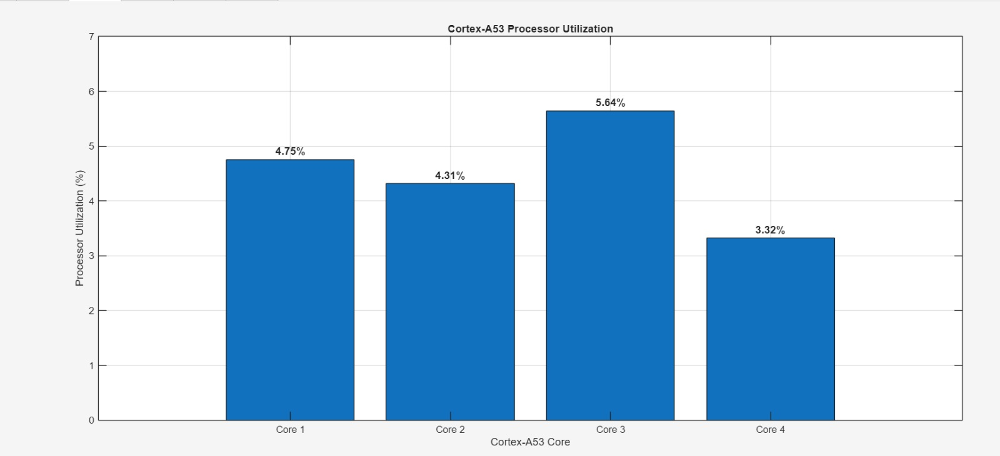 Cortex-A53 Processor Utilization
7
6
5
4
3
2
1
0
Processor Utilization (%)
4.75%
4.31%
5.64%
3.32%
Core 1
Core 2
Core 3
Core 4
Cortex-A53 Core